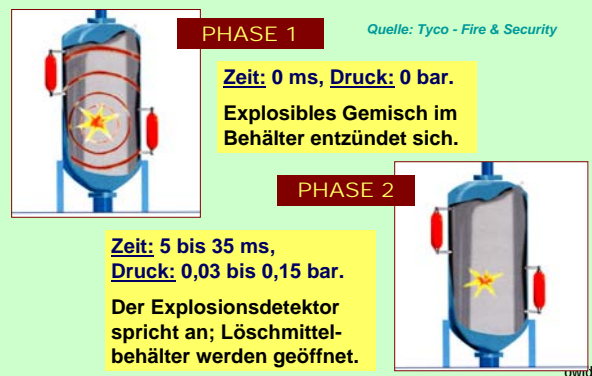 PHASE 1
Quelle: Tyco - Fire & Security
Zeit: 0 ms, Druck: 0 bar.
Explosibles Gemisch im
Behälter entzündet sich.
PHASE 2
Zeit: 5 bis 35 ms,
Druck: 0,03 bis 0,15 bar.
Der Explosionsdetektor
spricht an; Löschmittel-
behälter werden geöffnet.